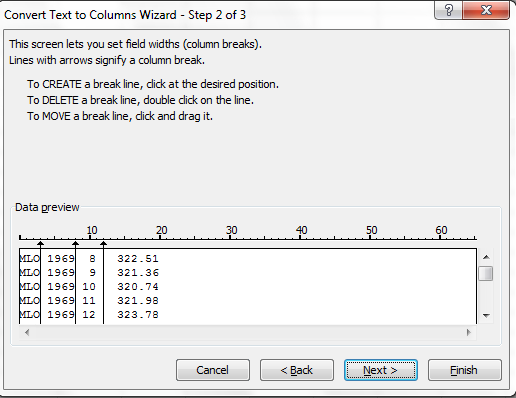 Convert Text to Columns Wizard - Step 2 of 3
?
This screen lets you set field widths (column breaks).
Lines with arrows signify a column break.
To CREATE a break line, click at the desired position.
To DELETE a break line, double click on the line.
To MOVE a break line, click and drag it.
Data preview
10 20 30 40 50 60
MLO 1969 8 322.51
MLO 1969 9 321.36
MLO 1969 10 320.74
MLO 1969 11 321.98
MLO 1969 12 323.78
Cancel < Back Next > Finish